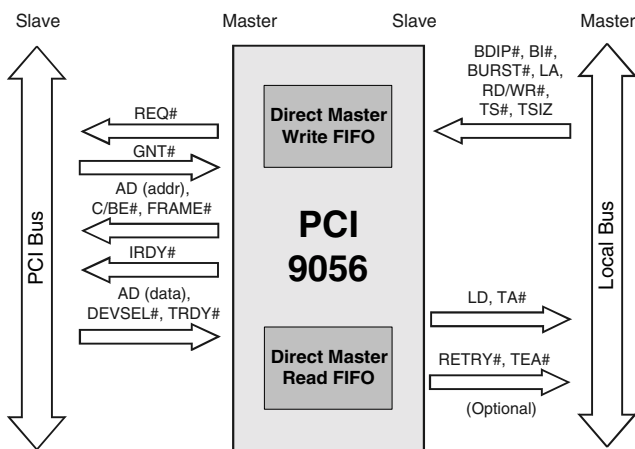 Slave
Master
Slave
Master
BDIP#, BI#,
BURST#, LA,
RD/WR#,
TS#, TSIZ
REQ#
Direct Master
Write FIFO
GNT#
AD (addr),
C/BE#, FRAME#
PCI
9056
IRDY#
AD (data),
DEVSEL#, TRDY#
LD, TA#
Direct Master
Read FIFO
RETRY#, TEA#
(Optional)
PCI Bus
Local Bus